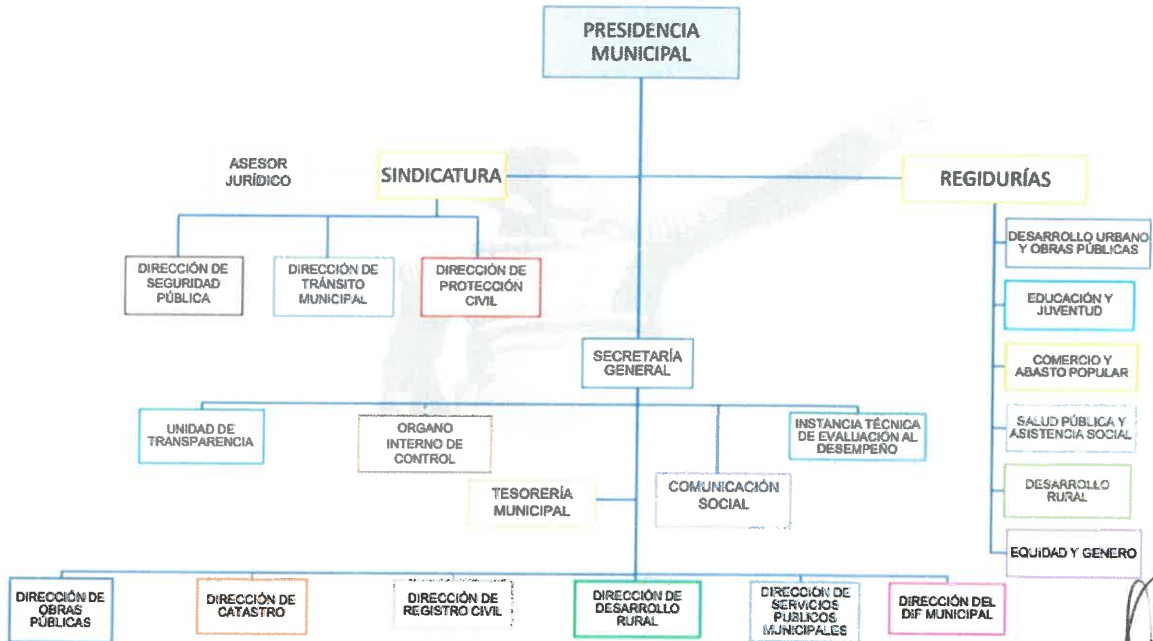 PRESIDENCIA
MUNICIPAL
ASESOR
JURÍDICO
SINDICATURA
REGIDURÍAS
DIRECCIÓN DE
SEGURIDAD
PÚBLICA
DIRECCIÓN DE
TRÁNSITO
MUNICIPAL
DIRECCIÓN DE
PROTECCIÓN
CIVIL
DESARROLLO URBANO
Y OBRAS PÚBLICAS
EDUCACIÓN Y
JUVENTUD
COMERCIO Y
ABASTO POPULAR
SALUD PÚBLICA Y
ASISTENCIA SOCIAL
DESARROLLO
RURAL
EQUIDAD Y GENERO
SECRETARÍA
GENERAL
UNIDAD DE
TRANSPARENCIA
ORGANO
INTERNO DE
CONTROL
INSTANCIA TÉCNICA
DE EVALUACIÓN AL
DESEMPEÑO
TESORERÍA
MUNICIPAL
COMUNICACIÓN
SOCIAL
DIRECCIÓN DE
OBRAS
PÚBLICAS
DIRECCIÓN DE
CATASTRO
DIRECCIÓN DE
REGISTRO CIVIL
DIRECCIÓN DE
DESARROLLO
RURAL
DIRECCIÓN DE
SERVICIOS
PÚBLICOS
MUNICIPALES
DIRECCIÓN DEL
DIF MUNICIPAL